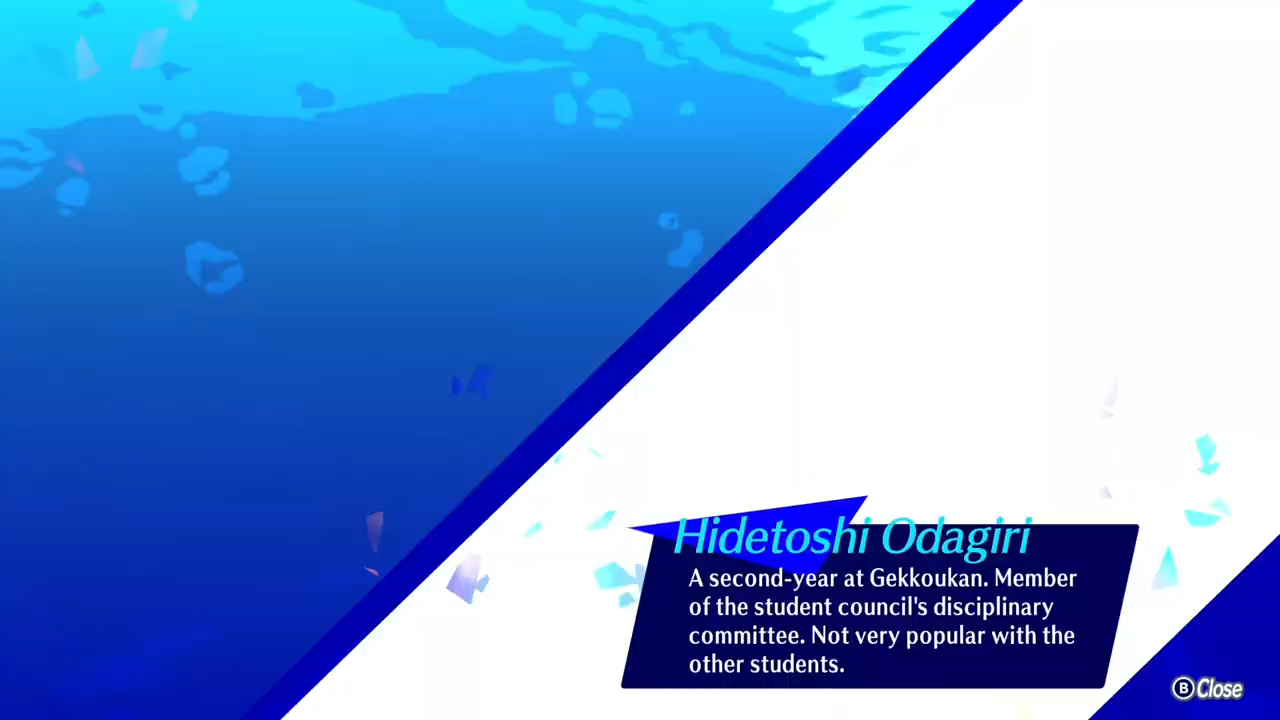 Hidetoshi Odagiri
A second-year at Gekkoukan. Member
of the student council's disciplinary
committee. Not very popular with the
other students.
B Close